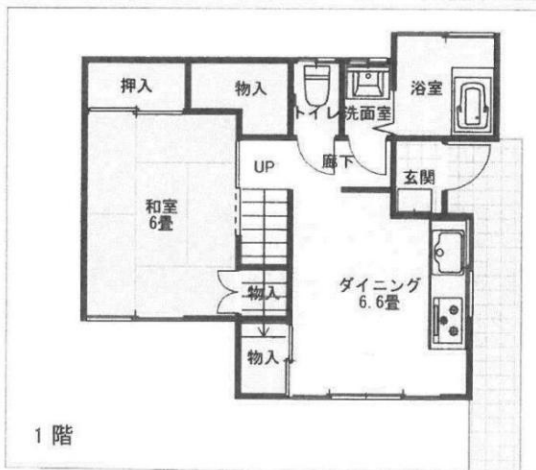 押入
物入
トイレ
洗面室
浴室
UP
廊下
玄関
和室
6畳
ダイニング
6.6畳
物入
物入
1階